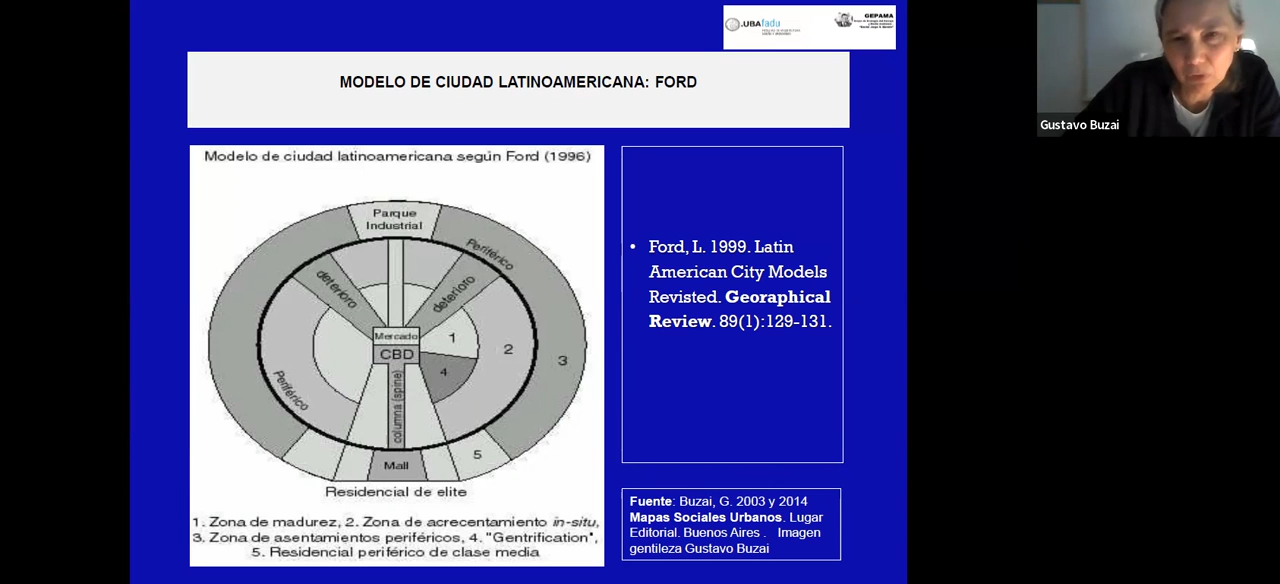 .UBAfadu
GEPAMA
MODELO DE CIUDAD LATINOAMERICANA: FORD
Gustavo Buzai
Modelo de ciudad latinoamericana según Ford (1996)
Parque
Industrial
Periférico
deterioro
deterioro
Mercado
1
CBD
2
3
4
Periférico
columna (spine)
5
Mall
Residencial de elite
1. Zona de madurez, 2. Zona de acrecentamiento in-situ,
3. Zona de asentamientos periféricos, 4. "Gentrification",
5. Residencial periférico de clase media
• Ford, L. 1999. Latin
American City Models
Revisted. Georaphical
Review. 89(1):129-131.
Fuente: Buzai, G. 2003 y 2014
Mapas Sociales Urbanos. Lugar
Editorial. Buenos Aires . Imagen
gentileza Gustavo Buzai